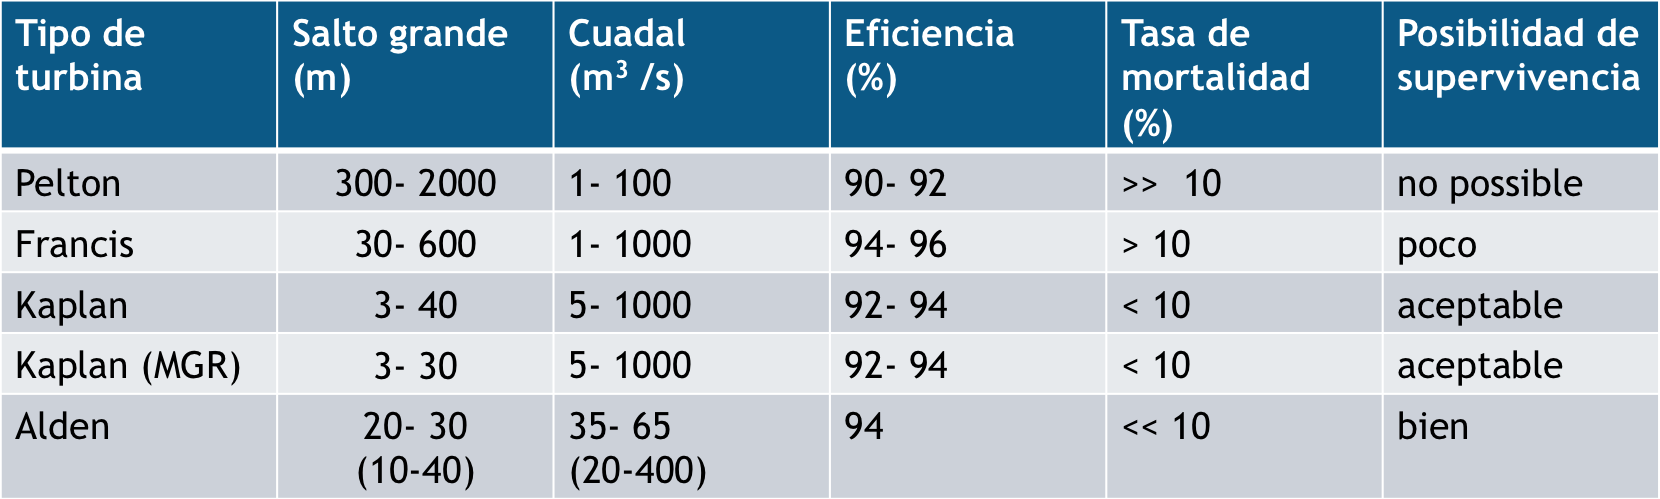 Tipo de turbina | Salto grande (m) | Cuadal (m³ /s) | Eficiencia (%) | Tasa de mortalidad (%) | Posibilidad de supervivencia
Pelton | 300- 2000 | 1- 100 | 90- 92 | >> 10 | no possible
Francis | 30- 600 | 1- 1000 | 94- 96 | > 10 | poco
Kaplan | 3- 40 | 5- 1000 | 92- 94 | < 10 | aceptable
Kaplan (MGR) | 3- 30 | 5- 1000 | 92- 94 | < 10 | aceptable
Alden | 20- 30 (10-40) | 35- 65 (20-400) | 94 | << 10 | bien